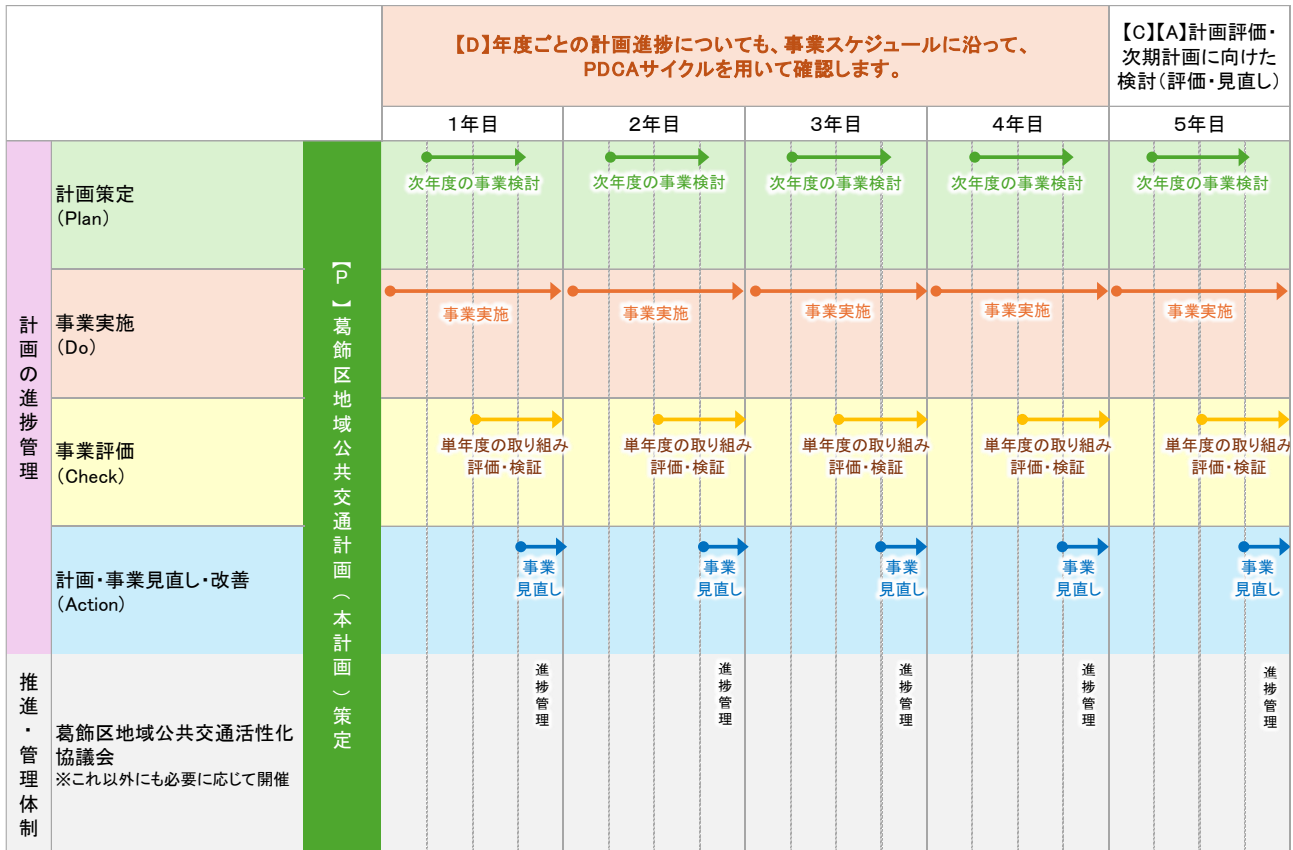 【D】年度ごとの計画進捗についても、事業スケジュールに沿って、
PDCAサイクルを用いて確認します。
【C】【A】計画評価・
次期計画に向けた
検討(評価・見直し)
1年目
2年目
3年目
4年目
5年目
計画の進捗管理
計画策定
(Plan)
【P】葛飾区地域公共交通計画(本計画)策定
次年度の事業検討
次年度の事業検討
次年度の事業検討
次年度の事業検討
次年度の事業検討
事業実施
(Do)
事業実施
事業実施
事業実施
事業実施
事業実施
事業評価
(Check)
単年度の取り組み
評価・検証
単年度の取り組み
評価・検証
単年度の取り組み
評価・検証
単年度の取り組み
評価・検証
単年度の取り組み
評価・検証
計画・事業見直し・改善
(Action)
事業
見直し
事業
見直し
事業
見直し
事業
見直し
事業
見直し
推進・管理体制
葛飾区地域公共交通活性化
協議会
※これ以外にも必要に応じて開催
進捗管理
進捗管理
進捗管理
進捗管理
進捗管理